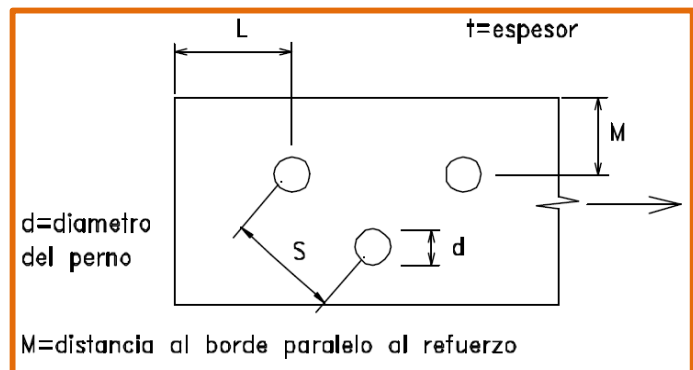 L
t=espesor
M
d=diametro
del perno
S
d
M=distancia al borde paralelo al refuerzo